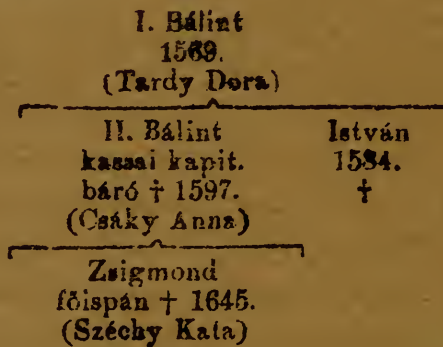 I. Bálint
1569.
(Tardy Dora)
II. Bálint
kassai kapit.
báró † 1597.
(Csáky Anna)
István
1584.
†
Zsigmond
főispán † 1645.
(Széchy Kata)